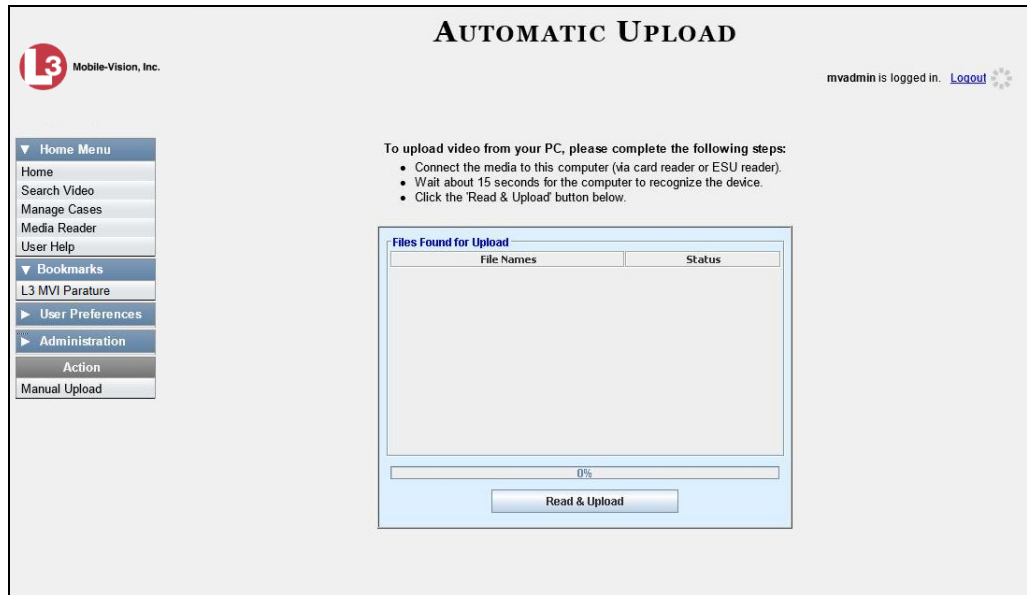 AUTOMATIC UPLOAD
L3 Mobile-Vision, Inc.
mvadmin is logged in. Logout
▼ Home Menu
Home
Search Video
Manage Cases
Media Reader
User Help
▼ Bookmarks
L3 MVI Parature
▶ User Preferences
▶ Administration
Action
Manual Upload
To upload video from your PC, please complete the following steps:
• Connect the media to this computer (via card reader or ESU reader).
• Wait about 15 seconds for the computer to recognize the device.
• Click the 'Read & Upload' button below.
Files Found for Upload
File Names Status
0%
Read & Upload